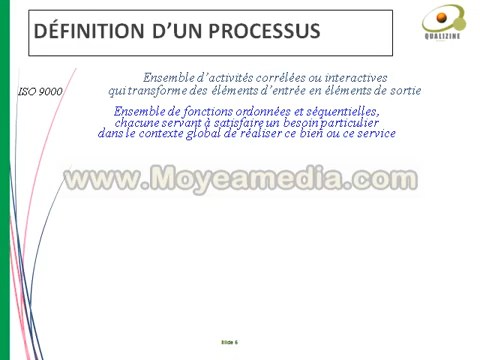 DÉFINITION D’UN PROCESSUS
QUALIZINE
Ensemble d’activités corrélées ou interactives
ISO 9000
qui transforme des éléments d’entrée en éléments de sortie
Ensemble de fonctions ordonnées et séquentielles,
chacune servant à satisfaire un besoin particulier
dans le contexte global de réaliser ce bien ou ce service
www.Moyeamedia.com
Slide 6